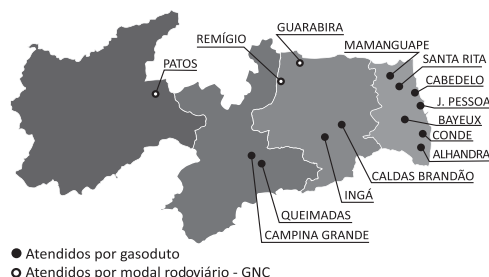 GUARABIRA
REMÍGIO
MAMANGUAPE
SANTA RITA
PATOS
CABEDELO
J. PESSOA
BAYEUX
CONDE
ALHANDRA
CALDAS BRANDÃO
INGÁ
QUEIMADAS
CAMPINA GRANDE
Atendidos por gasoduto
Atendidos por modal rodoviário - GNC